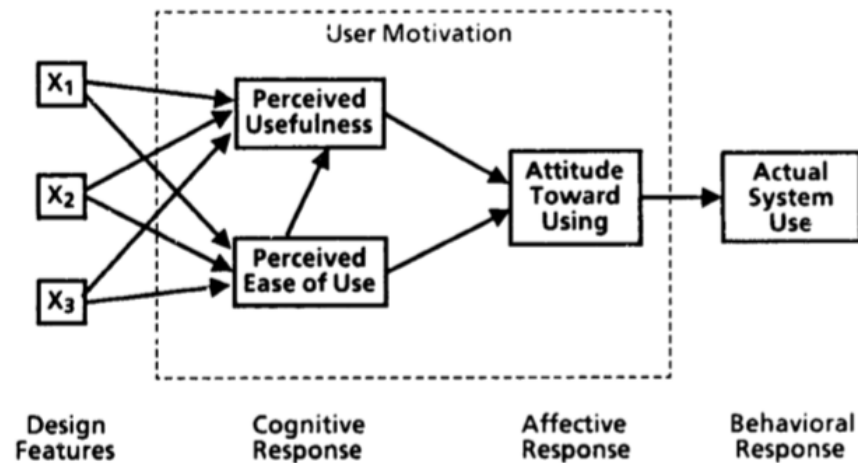 User Motivation
X1
Perceived
Usefulness
X2
Attitude
Toward
Using
Actual
System
Use
Perceived
Ease of Use
X3
Design
Features
Cognitive
Response
Affective
Response
Behavioral
Response